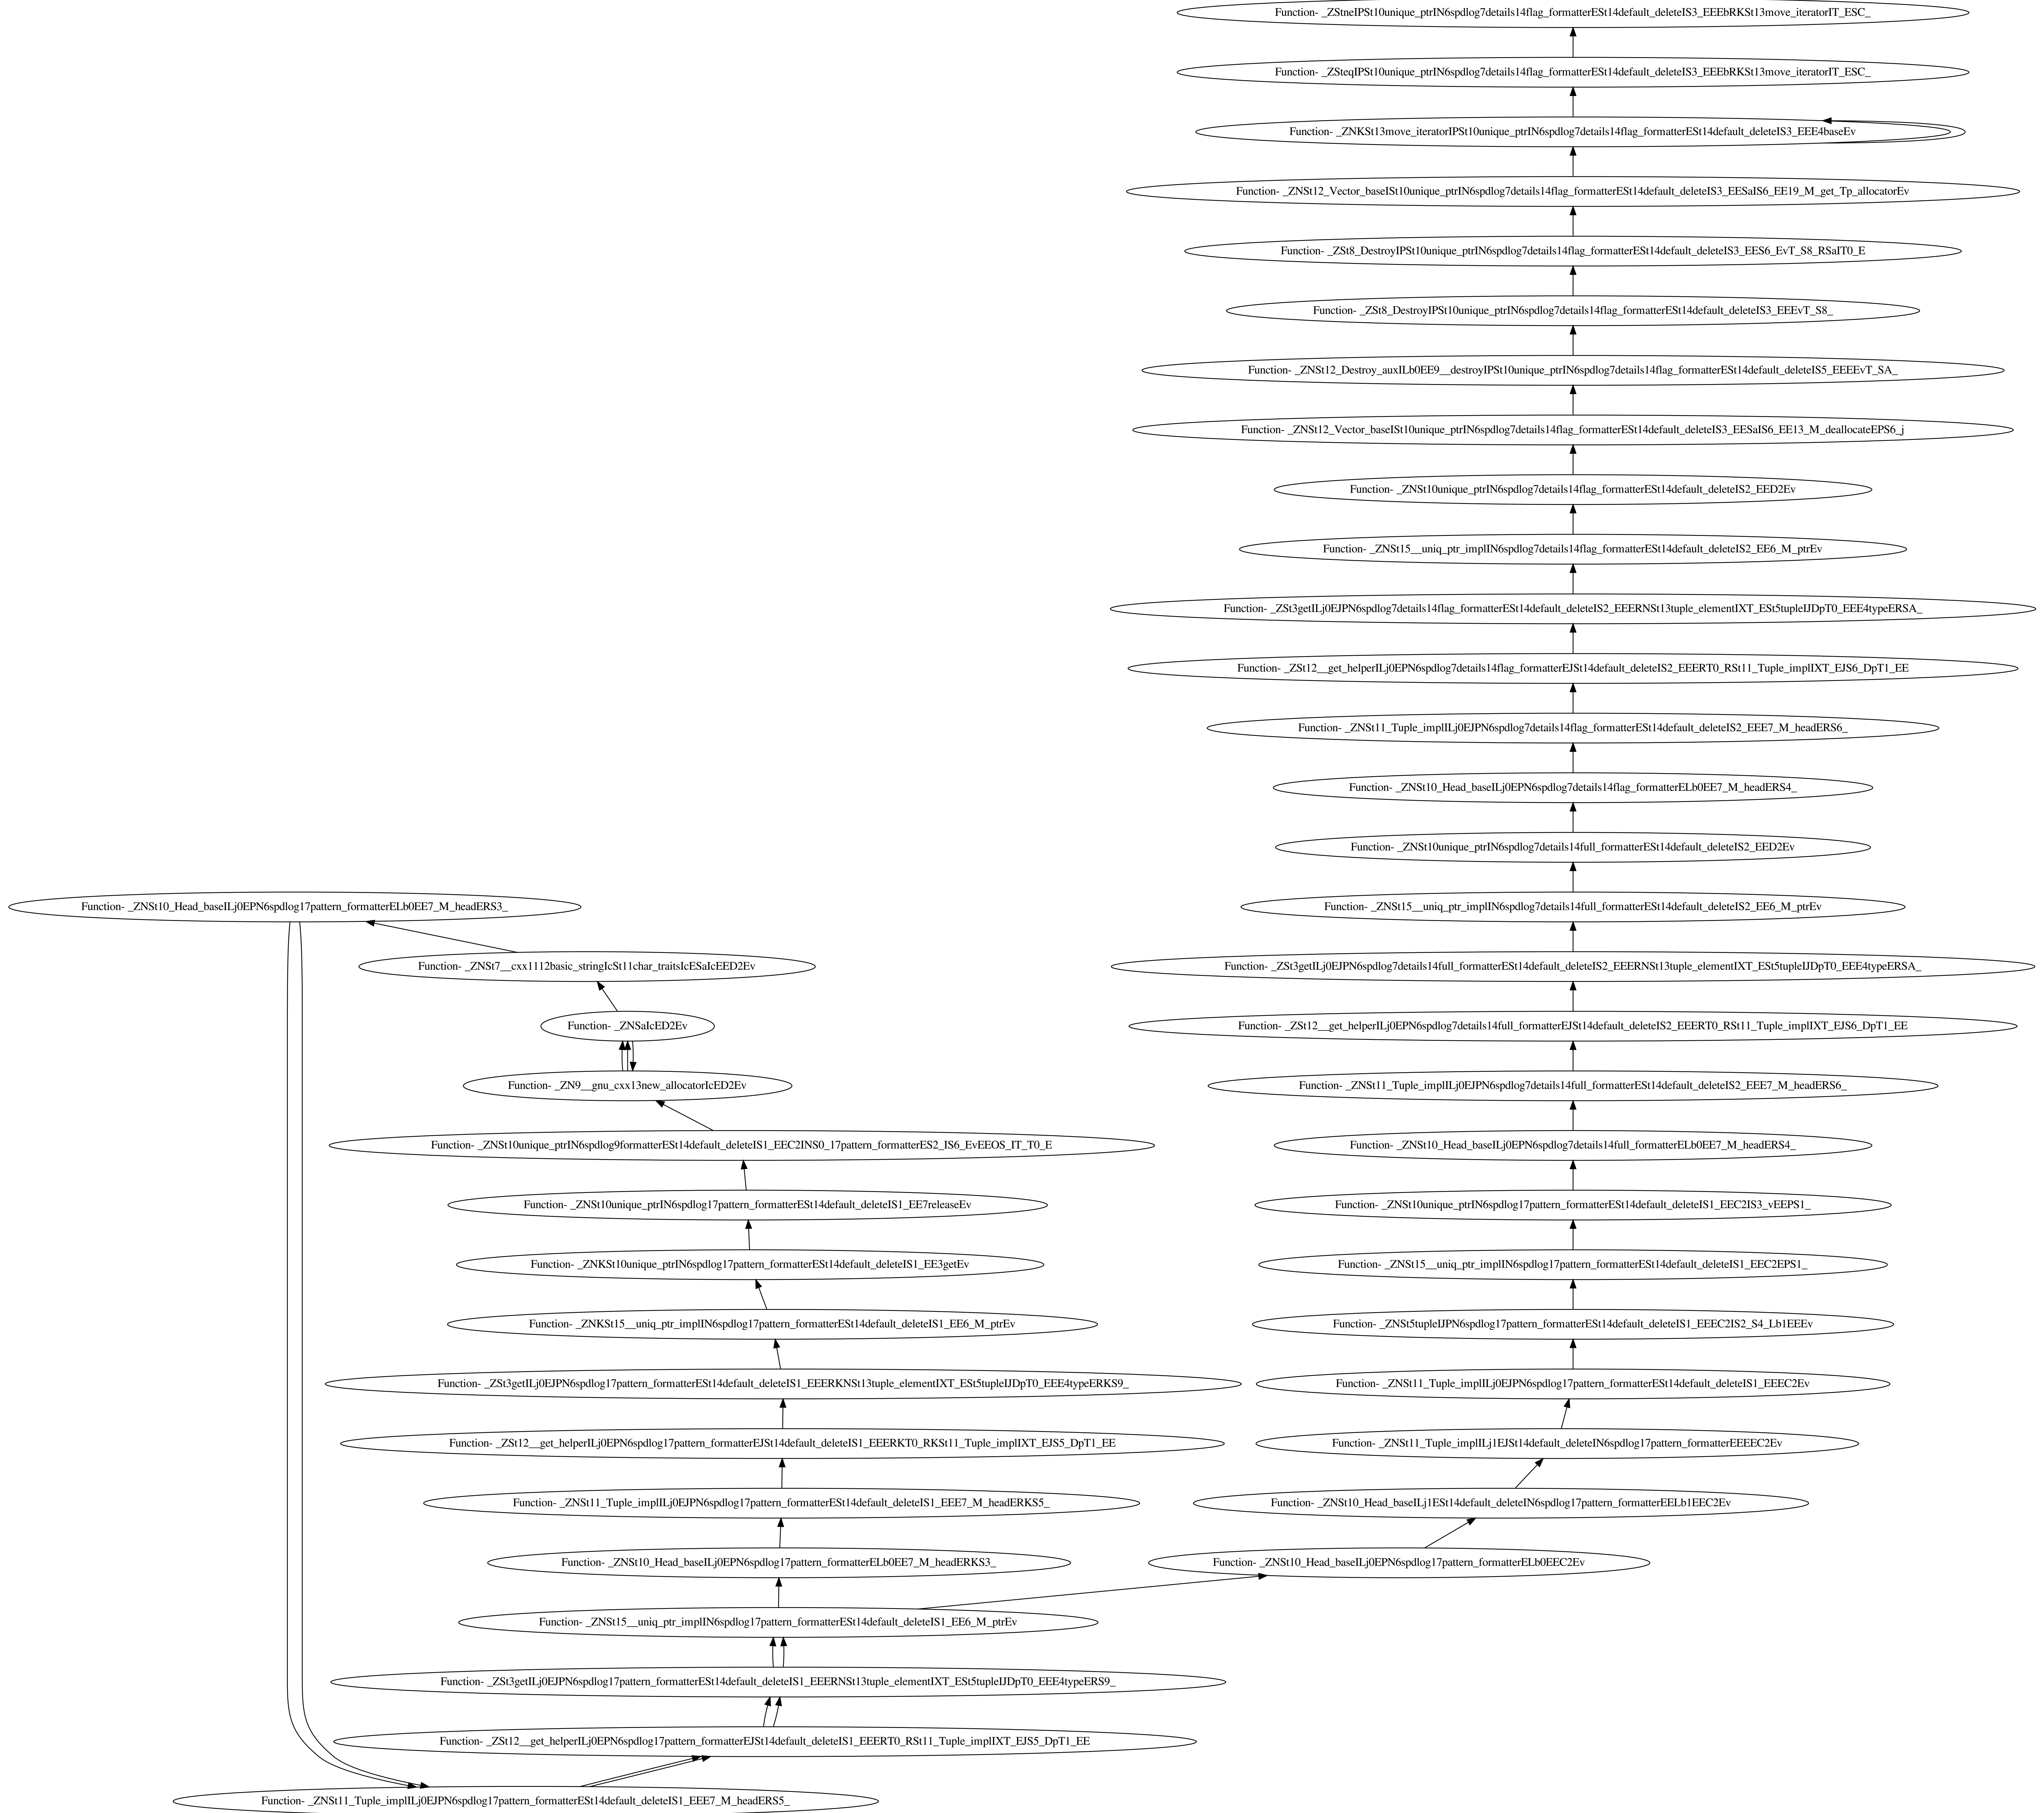 Function- _ZStneIPSt10unique_ptrIN6spdlog7details14flag_formatterESt14default_deleteIS3_EEEbRKSt13move_iteratorIT_ESC_
Function- _ZSteqIPSt10unique_ptrIN6spdlog7details14flag_formatterESt14default_deleteIS3_EEEbRKSt13move_iteratorIT_ESC_
Function- _ZNKSt13move_iteratorIPSt10unique_ptrIN6spdlog7details14flag_formatterESt14default_deleteIS3_EEE4baseEv
Function- _ZNSt12_Vector_baseISt10unique_ptrIN6spdlog7details14flag_formatterESt14default_deleteIS3_EESaIS6_EE19_M_get_Tp_allocatorEv
Function- _ZSt8_DestroyIPSt10unique_ptrIN6spdlog7details14flag_formatterESt14default_deleteIS3_EES6_EvT_S8_RSaIT0_E
Function- _ZSt8_DestroyIPSt10unique_ptrIN6spdlog7details14flag_formatterESt14default_deleteIS3_EEEvT_S8_
Function- _ZNSt12_Destroy_auxILb0EE9__destroyIPSt10unique_ptrIN6spdlog7details14flag_formatterESt14default_deleteIS5_EEEEvT_SA_
Function- _ZNSt12_Vector_baseISt10unique_ptrIN6spdlog7details14flag_formatterESt14default_deleteIS3_EESaIS6_EE13_M_deallocateEPS6_j
Function- _ZNSt10unique_ptrIN6spdlog7details14flag_formatterESt14default_deleteIS2_EED2Ev
Function- _ZNSt15__uniq_ptr_implIN6spdlog7details14flag_formatterESt14default_deleteIS2_EE6_M_ptrEv
Function- _ZSt3getILj0EJPN6spdlog7details14flag_formatterESt14default_deleteIS2_EEERNSt13tuple_elementIXT_ESt5tupleIJDpT0_EEE4typeERSA_
Function- _ZSt12__get_helperILj0EPN6spdlog7details14flag_formatterEJSt14default_deleteIS2_EEERT0_RSt11_Tuple_implIXT_EJS6_DpT1_EE
Function- _ZNSt11_Tuple_implILj0EJPN6spdlog7details14flag_formatterESt14default_deleteIS2_EEE7_M_headERS6_
Function- _ZNSt10_Head_baseILj0EPN6spdlog7details14flag_formatterELb0EE7_M_headERS4_
Function- _ZNSt10unique_ptrIN6spdlog7details14full_formatterESt14default_deleteIS2_EED2Ev
Function- _ZNSt10_Head_baseILj0EPN6spdlog17pattern_formatterELb0EE7_M_headERS3_
Function- _ZNSt15__uniq_ptr_implIN6spdlog7details14full_formatterESt14default_deleteIS2_EE6_M_ptrEv
Function- _ZNSt7__cxx1112basic_stringIcSt11char_traitsIcESaIcEED2Ev
Function- _ZSt3getILj0EJPN6spdlog7details14full_formatterESt14default_deleteIS2_EEERNSt13tuple_elementIXT_ESt5tupleIJDpT0_EEE4typeERSA_
Function- _ZNSaIcED2Ev
Function- _ZSt12__get_helperILj0EPN6spdlog7details14full_formatterEJSt14default_deleteIS2_EEERT0_RSt11_Tuple_implIXT_EJS6_DpT1_EE
Function- _ZN9__gnu_cxx13new_allocatorIcED2Ev
Function- _ZNSt11_Tuple_implILj0EJPN6spdlog7details14full_formatterESt14default_deleteIS2_EEE7_M_headERS6_
Function- _ZNSt10unique_ptrIN6spdlog9formatterESt14default_deleteIS1_EEC2INS0_17pattern_formatterES2_IS6_EvEEOS_IT_T0_E
Function- _ZNSt10_Head_baseILj0EPN6spdlog7details14full_formatterELb0EE7_M_headERS4_
Function- _ZNSt10unique_ptrIN6spdlog17pattern_formatterESt14default_deleteIS1_EE7releaseEv
Function- _ZNSt10unique_ptrIN6spdlog17pattern_formatterESt14default_deleteIS1_EEC2IS3_vEEPS1_
Function- _ZNKSt10unique_ptrIN6spdlog17pattern_formatterESt14default_deleteIS1_EE3getEv
Function- _ZNSt15__uniq_ptr_implIN6spdlog17pattern_formatterESt14default_deleteIS1_EEC2EPS1_
Function- _ZNKSt15__uniq_ptr_implIN6spdlog17pattern_formatterESt14default_deleteIS1_EE6_M_ptrEv
Function- _ZNSt5tupleIJPN6spdlog17pattern_formatterESt14default_deleteIS1_EEEC2IS2_S4_Lb1EEEv
Function- _ZSt3getILj0EJPN6spdlog17pattern_formatterESt14default_deleteIS1_EEERKNSt13tuple_elementIXT_ESt5tupleIJDpT0_EEE4typeERKS9_
Function- _ZNSt11_Tuple_implILj0EJPN6spdlog17pattern_formatterESt14default_deleteIS1_EEEC2Ev
Function- _ZSt12__get_helperILj0EPN6spdlog17pattern_formatterEJSt14default_deleteIS1_EEERKT0_RKSt11_Tuple_implIXT_EJS5_DpT1_EE
Function- _ZNSt11_Tuple_implILj1EJSt14default_deleteIN6spdlog17pattern_formatterEEEEC2Ev
Function- _ZNSt11_Tuple_implILj0EJPN6spdlog17pattern_formatterESt14default_deleteIS1_EEE7_M_headERKS5_
Function- _ZNSt10_Head_baseILj1ESt14default_deleteIN6spdlog17pattern_formatterEELb1EEC2Ev
Function- _ZNSt10_Head_baseILj0EPN6spdlog17pattern_formatterELb0EE7_M_headERKS3_
Function- _ZNSt10_Head_baseILj0EPN6spdlog17pattern_formatterELb0EEC2Ev
Function- _ZNSt15__uniq_ptr_implIN6spdlog17pattern_formatterESt14default_deleteIS1_EE6_M_ptrEv
Function- _ZSt3getILj0EJPN6spdlog17pattern_formatterESt14default_deleteIS1_EEERNSt13tuple_elementIXT_ESt5tupleIJDpT0_EEE4typeERS9_
Function- _ZSt12__get_helperILj0EPN6spdlog17pattern_formatterEJSt14default_deleteIS1_EEERT0_RSt11_Tuple_implIXT_EJS5_DpT1_EE
Function- _ZNSt11_Tuple_implILj0EJPN6spdlog17pattern_formatterESt14default_deleteIS1_EEE7_M_headERS5_